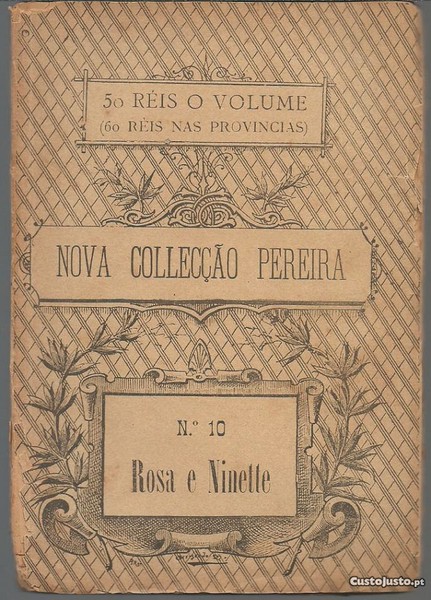 50 RÉIS O VOLUME
(60 RÉIS NAS PROVINCIAS)
NOVA COLLECÇÃO PEREIRA
N.º 10
Rosa e Ninette
CustoJusto.pt